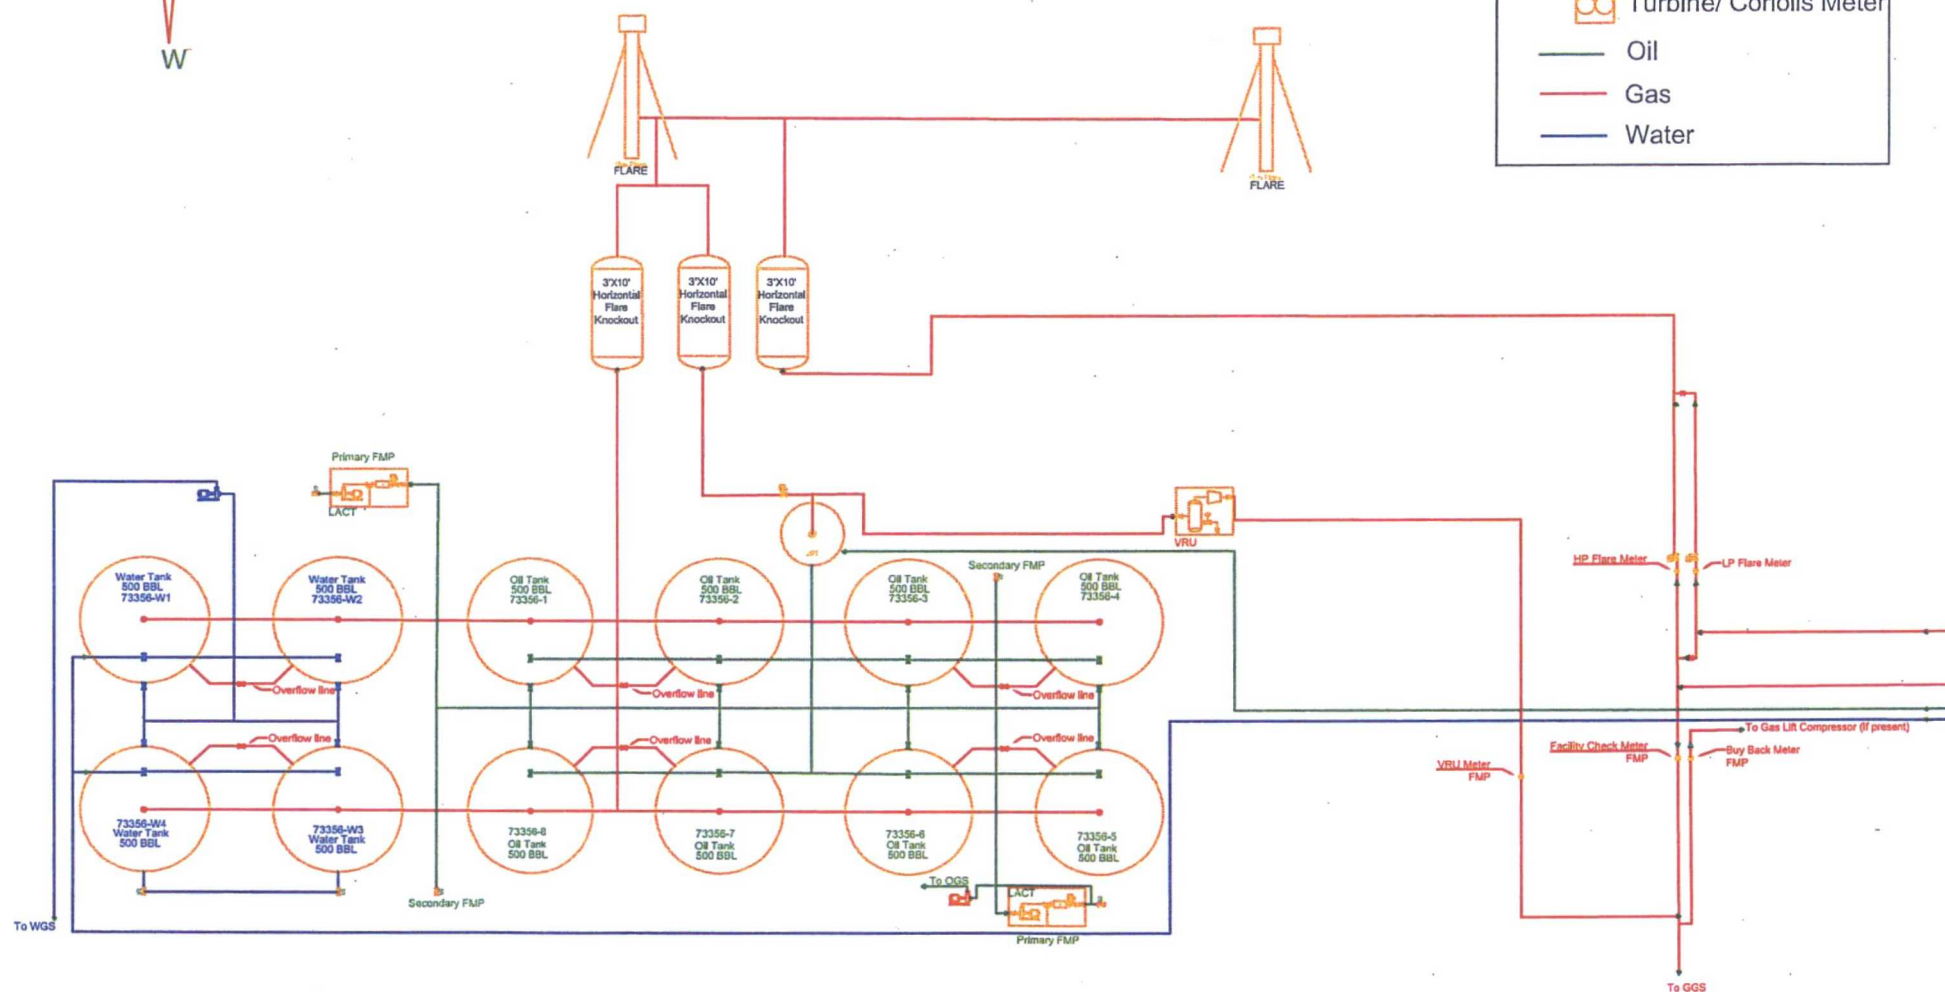 W
Turbine/ Coriolis Meter
Oil
Gas
Water
FLARE
FLARE
3'X10'
Horizontal
Flare
Knockout
3'X10'
Horizontal
Flare
Knockout
3'X10'
Horizontal
Flare
Knockout
Primary FMP
LACT
VRU
HP Flare Meter
LP Flare Meter
Secondary FMP
Water Tank
500 BBL
73356-W1
Water Tank
500 BBL
73356-W2
Oil Tank
500 BBL
73356-1
Oil Tank
500 BBL
73356-2
Oil Tank
500 BBL
73356-3
Oil Tank
500 BBL
73356-4
Overflow line
Overflow line
Overflow line
To Gas Lift Compressor (if present)
Overflow line
Overflow line
Overflow line
Facility Check Meter
FMP
Buy Back Meter
FMP
VRU Meter
FMP
73356-W4
Water Tank
500 BBL
73356-W3
Water Tank
500 BBL
73356-8
Oil Tank
500 BBL
73356-7
Oil Tank
500 BBL
73356-6
Oil Tank
500 BBL
73356-5
Oil Tank
500 BBL
To OGS
LACT
Secondary FMP
To WGS
Primary FMP
To GGS